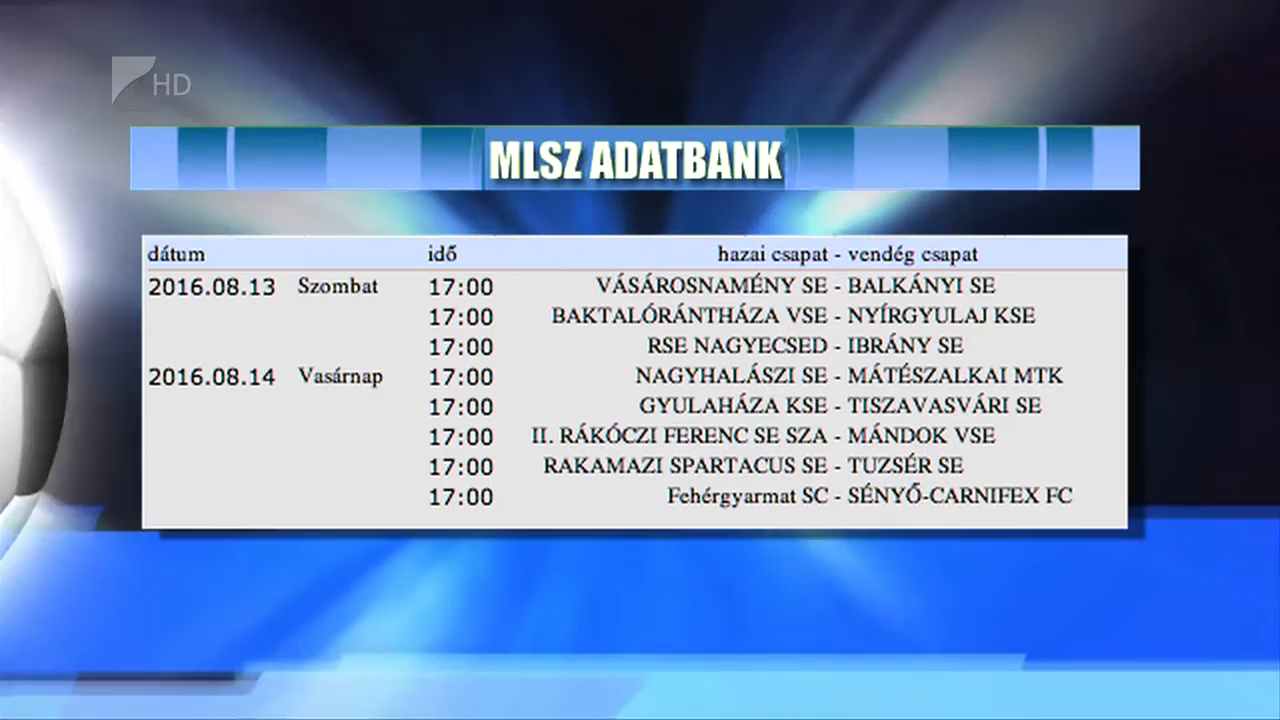 HD
MLSZ ADATBANK
dátum idő hazai csapat - vendég csapat
2016.08.13 Szombat 17:00 VÁSÁROSNAMÉNY SE - BALKÁNYI SE
17:00 BAKTALÓRÁNTHÁZA VSE - NYÍRGYULAJ KSE
17:00 RSE NAGYECSED - IBRÁNY SE
2016.08.14 Vasárnap 17:00 NAGYHALÁSZI SE - MÁTÉSZALKAI MTK
17:00 GYULAHÁZA KSE - TISZAVASVÁRI SE
17:00 II. RÁKÓCZI FERENC SE SZA - MÁNDOK VSE
17:00 RAKAMAZI SPARTACUS SE - TUZSÉR SE
17:00 Fehérgyarmat SC - SÉNYŐ-CARNIFEX FC